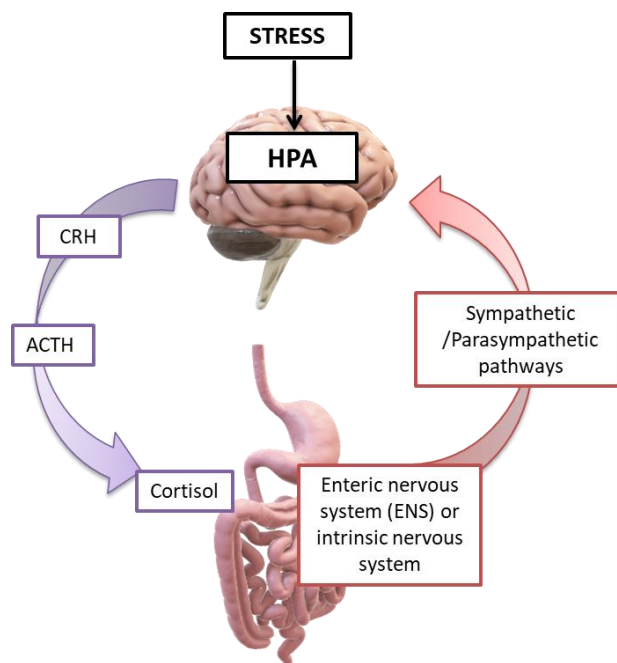 STRESS
HPA
CRH
ACTH
Cortisol
Sympathetic
/Parasympathetic
pathways
Enteric nervous
system (ENS) or
intrinsic nervous
system